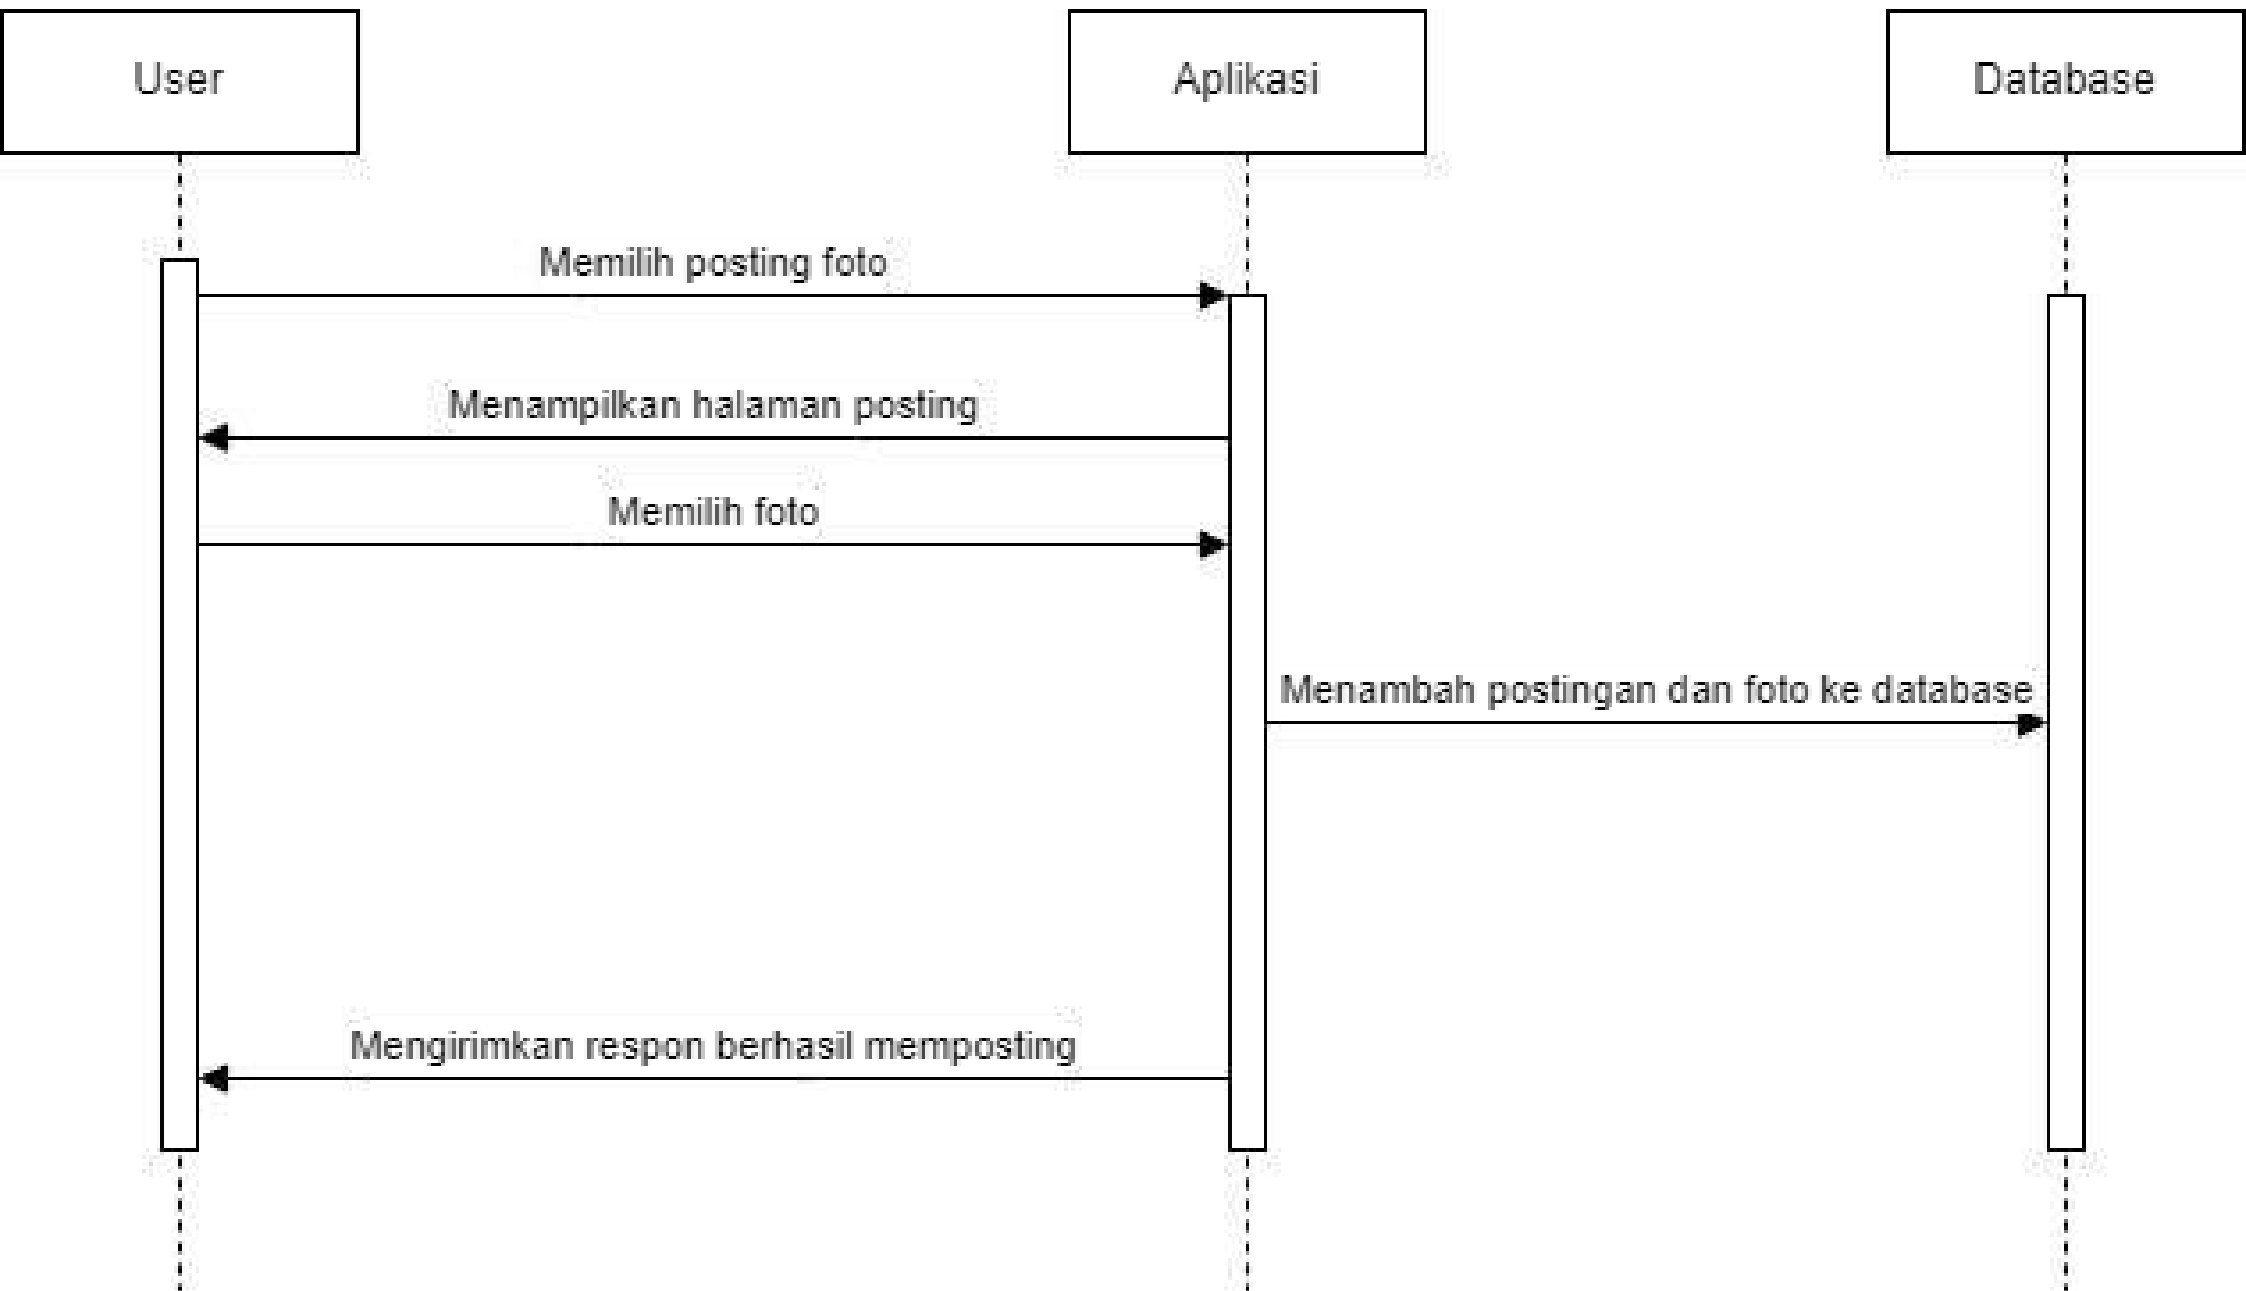 User
Aplikasi
Database
Memilih posting foto
Menampilkan halaman posting
Memilih foto
Menambah postingan dan foto ke database
Mengirimkan respon berhasil memposting